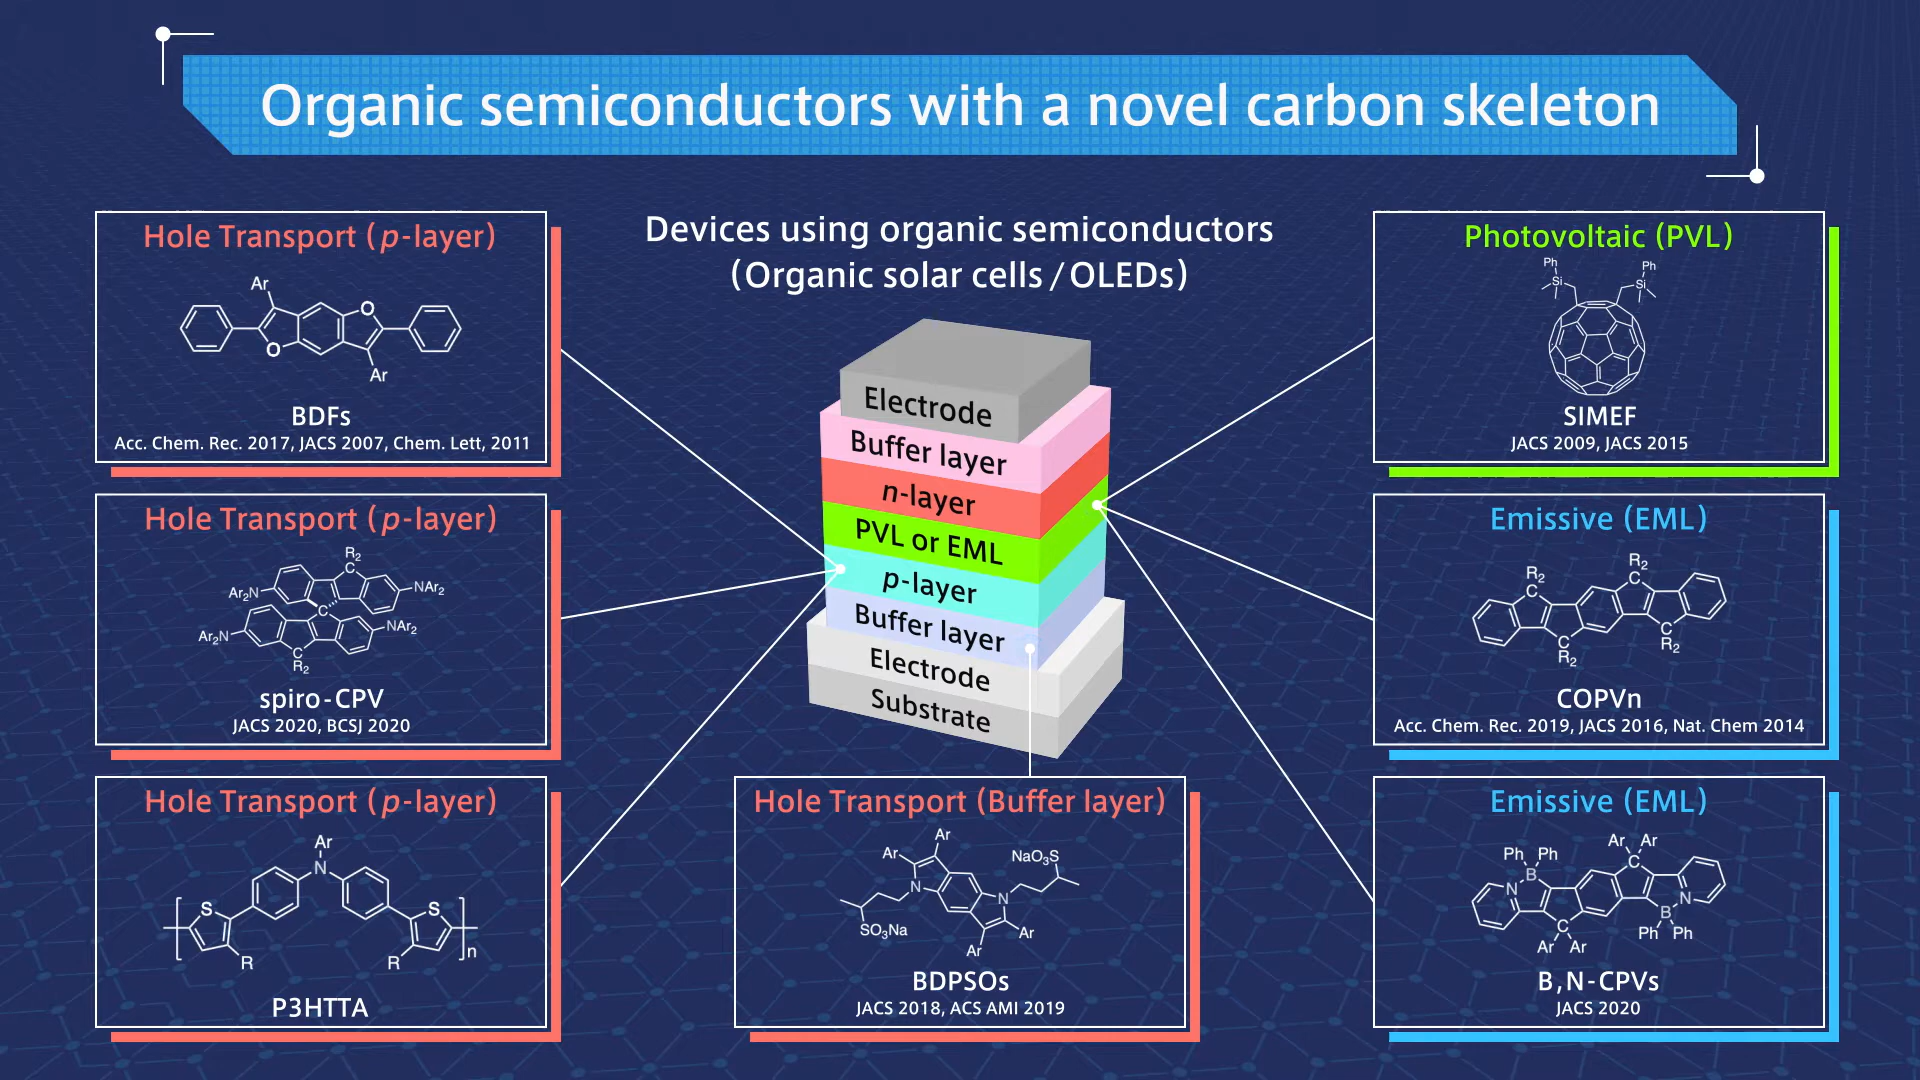 Organic semiconductors with a novel carbon skeleton
Hole Transport (p-layer)
Ar
O
O
Ar
BDFs
Acc. Chem. Rec. 2017, JACS 2007, Chem. Lett, 2011
Hole Transport (p-layer)
R2
C
Ar2N
NAr2
C
Ar2N
NAr2
C
R2
spiro-CPV
JACS 2020, BCSJ 2020
Hole Transport (p-layer)
Ar
N
S
S
R
R
n
P3HTTA
Devices using organic semiconductors
(Organic solar cells / OLEDs)
Electrode
Buffer layer
n-layer
PVL or EML
p-layer
Buffer layer
Electrode
Substrate
Hole Transport (Buffer layer)
Ar
Ar
NaO3S
N
N
SO3Na
Ar
Ar
BDPSOs
JACS 2018, ACS AMI 2019
Photovoltaic (PVL)
Ph
Ph
Si
Si
SIMEF
JACS 2009, JACS 2015
Emissive (EML)
R2
R2
C
C
C
C
R2
R2
COPVn
Acc. Chem. Rec. 2019, JACS 2016, Nat. Chem 2014
Emissive (EML)
Ar Ar
Ph Ph
C
B
N
N
B
C
Ph Ph
Ar Ar
B,N-CPVs
JACS 2020